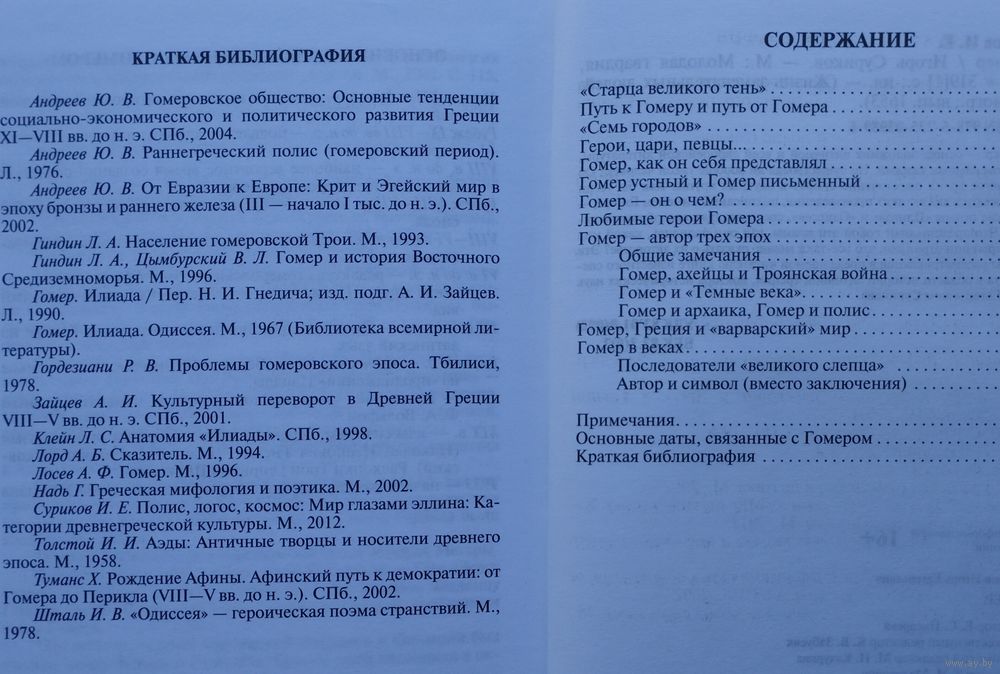 КРАТКАЯ БИБЛИОГРАФИЯ
Андреев Ю. В. Гомеровское общество: Основные тенденции
социально-экономического и политического развития Греции
XI—VIII вв. до н. э. СПб., 2004.
Андреев Ю. В. Раннегреческий полис (гомеровский период).
Л., 1976.
Андреев Ю. В. От Евразии к Европе: Крит и Эгейский мир в
эпоху бронзы и раннего железа (III — начало I тыс. до н. э.). СПб.,
2002.
Гиндин Л. А. Население гомеровской Трои. М., 1993.
Гиндин Л. А., Цымбурский В. Л. Гомер и история Восточного
Средиземноморья. М., 1996.
Гомер. Илиада / Пер. Н. И. Гнедича; изд. подг. А. И. Зайцев.
Л., 1990.
Гомер. Илиада. Одиссея. М., 1967 (Библиотека всемирной ли-
тературы).
Гордезиани Р. В. Проблемы гомеровского эпоса. Тбилиси,
1978.
Зайцев А. И. Культурный переворот в Древней Греции
VIII—V вв. до н. э. СПб., 2001.
Клейн Л. С. Анатомия «Илиады». СПб., 1998.
Лорд А. Б. Сказитель. М., 1994.
Лосев А. Ф. Гомер. М., 1996.
Надь Г. Греческая мифология и поэтика. М., 2002.
Суриков И. Е. Полис, логос, космос: Мир глазами эллина: Ка-
тегории древнегреческой культуры. М., 2012.
Толстой И. И. Аэды: Античные творцы и носители древнего
эпоса. М., 1958.
Туманс Х. Рождение Афины. Афинский путь к демократии: от
Гомера до Перикла (VIII—V вв. до н. э.). СПб., 2002.
Шталь И. В. «Одиссея» — героическая поэма странствий. М.,
1978.
СОДЕРЖАНИЕ
«Старца великого тень»
Путь к Гомеру и путь от Гомера
«Семь городов»
Герои, цари, певцы...
Гомер, как он себя представлял
Гомер устный и Гомер письменный
Гомер — он о чем?
Любимые герои Гомера
Гомер — автор трех эпох
Общие замечания
Гомер, ахейцы и Троянская война
Гомер и «Темные века»
Гомер и архаика, Гомер и полис
Гомер, Греция и «варварский» мир
Гомер в веках
Последователи «великого слепца»
Автор и символ (вместо заключения)
Примечания
Основные даты, связанные с Гомером
Краткая библиография
www.ay.by